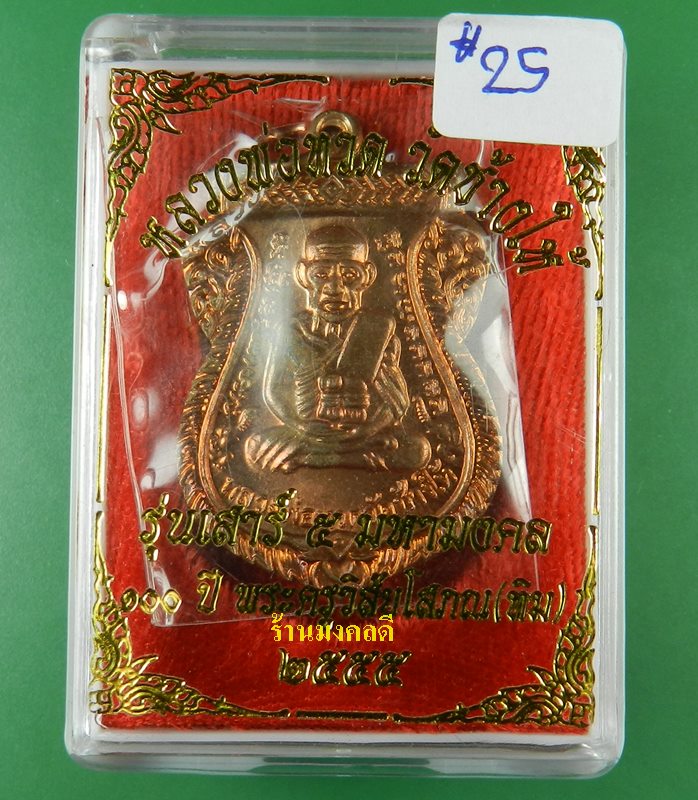 #25
หลวงพ่อทวด วัดช้างให้
รุ่นเสาร์ ๕ มหามงคล
๑๐๐ ปี พระครูวิสัยโสภณ(ทิม)
ร้านมงคลดี
๒๕๕๕